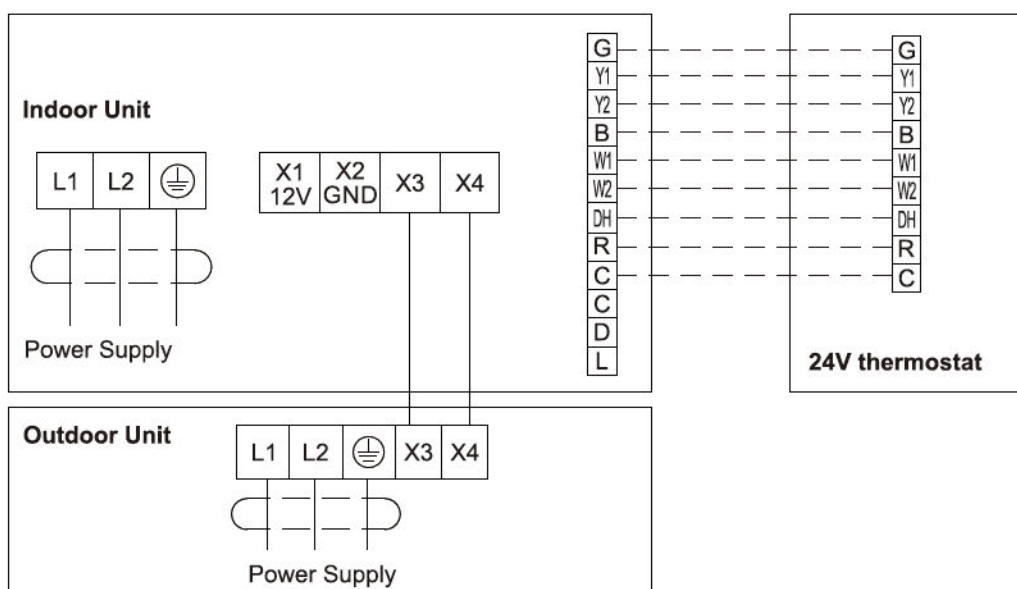 Indoor Unit
L1 L2
Power Supply
X1 12V
X2 GND
X3
X4
G
Y1
Y2
B
W1
W2
DH
R
C
C
D
L
G
Y1
Y2
B
W1
W2
DH
R
C
24V thermostat
Outdoor Unit
L1 L2 X3 X4
Power Supply